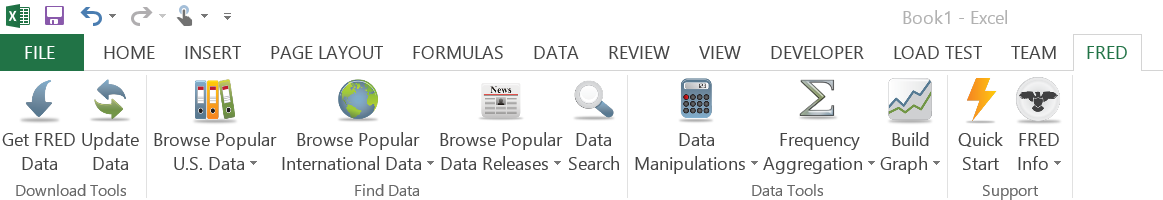 Book1 - Excel
FILE HOME INSERT PAGE LAYOUT FORMULAS DATA REVIEW VIEW DEVELOPER LOAD TEST TEAM FRED
News
Get FRED Update Browse Popular Browse Popular Browse Popular Data Data Frequency Build Quick FRED
Data Data U.S. Data International Data Data Releases Search Manipulations Aggregation Graph Start Info
Download Tools Find Data Data Tools Support